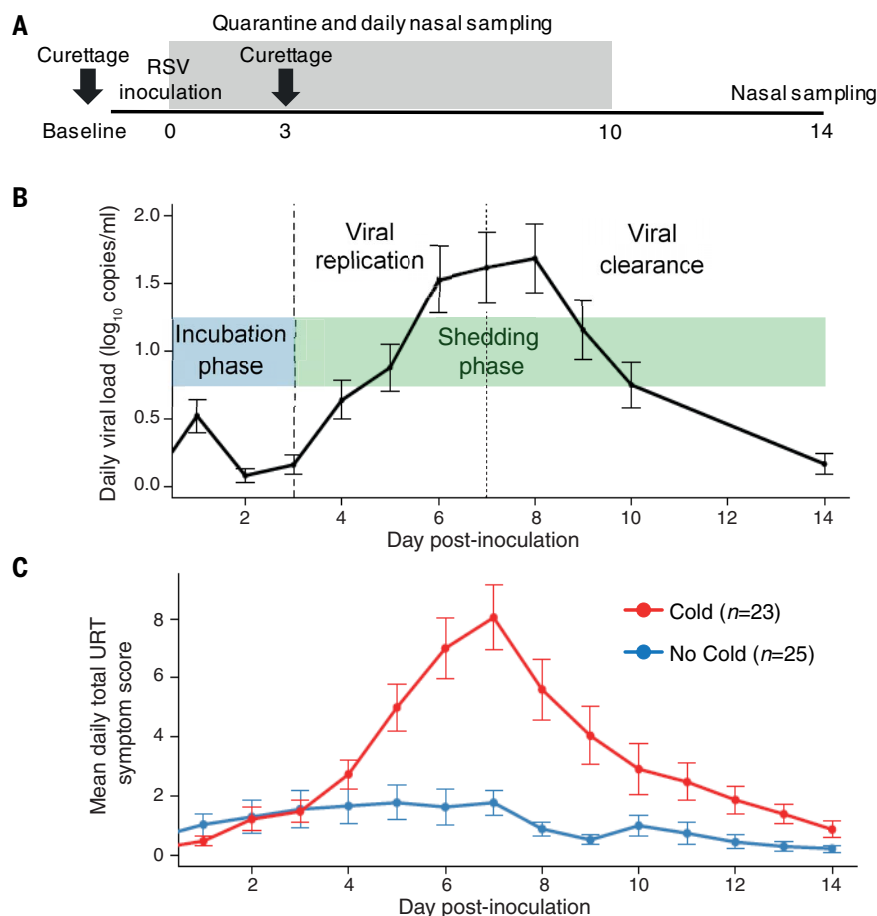 A
Quarantine and daily nasal sampling
Curettage
RSV
inoculation
Curettage
Nasal sampling
Baseline 0 3 10 14
B
Daily viral load (log10 copies/ml)
2.0
1.5
1.0
0.5
0.0
Viral
replication
Viral
clearance
Incubation
phase
Shedding
phase
2 4 6 8 10 12 14
Day post-inoculation
C
Mean daily total URT
symptom score
8
6
4
2
0
Cold (n=23)
No Cold (n=25)
2 4 6 8 10 12 14
Day post-inoculation